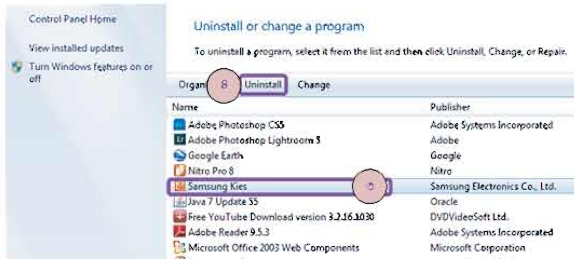 Control Panel Home
View installed updates
Turn Windows features on or
off
Uninstall or change a program
To uninstall a program, select it from the list and then click Uninstall, Change, or Repair.
Organ 8 Uninstall Change
Name Publisher
Adobe Photoshop CS5 Adobe Systems Incorporated
Adobe Photoshop Lightroom 5 Adobe
Google Earth Google
Nitro Pro 8 Nitro
Samsung Kies Samsung Electronics Co., Ltd.
Java 7 Update 55 Oracle
Free YouTube Download version 3.2.16.1030 DVDVideoSoft Ltd.
Adobe Reader 9.5.3 Adobe Systems Incorporated
Microsoft Office 2003 Web Components Microsoft Corporation